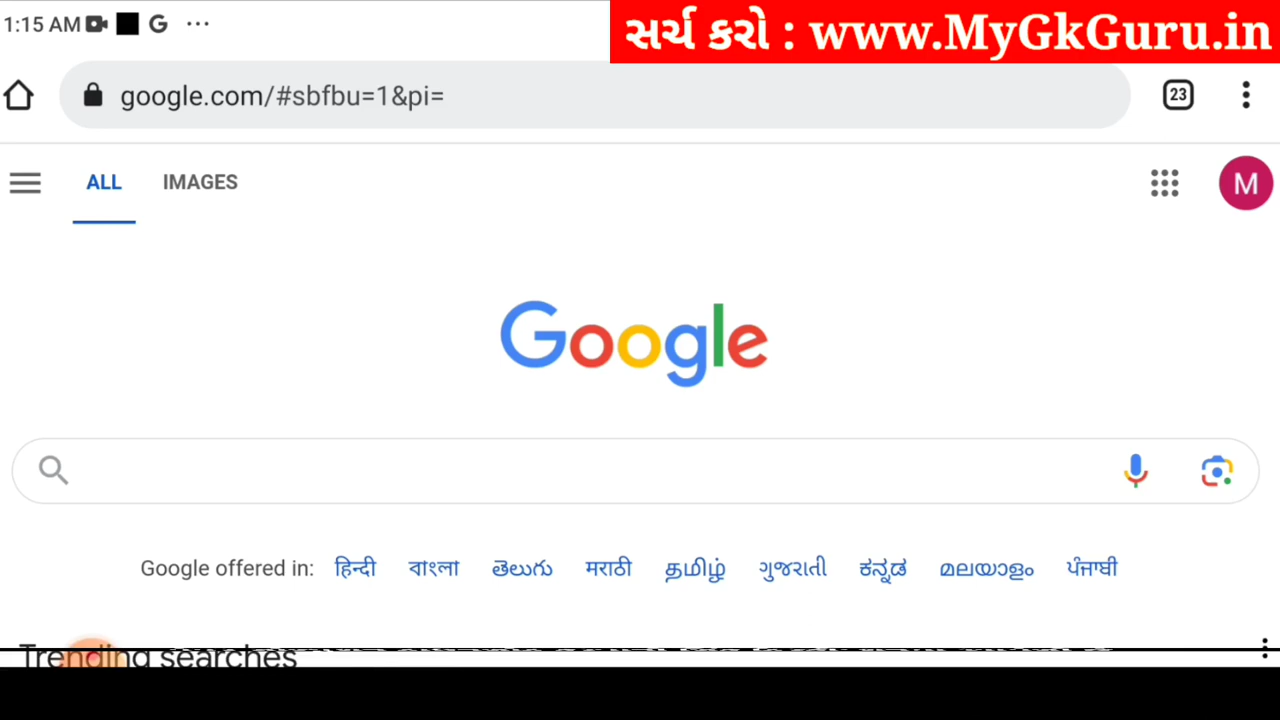 1:15 AM G ...
સર્ચ કરો : www.MyGkGuru.in
google.com/#sbfbu=1&pi=
23
ALL IMAGES
M
Google
Google offered in: हिन्दी বাংলা తెలుగు मराठी தமிழ் ગુજરાતી ಕನ್ನಡ മലയാളം ਪੰਜਾਬੀ
Trending searches